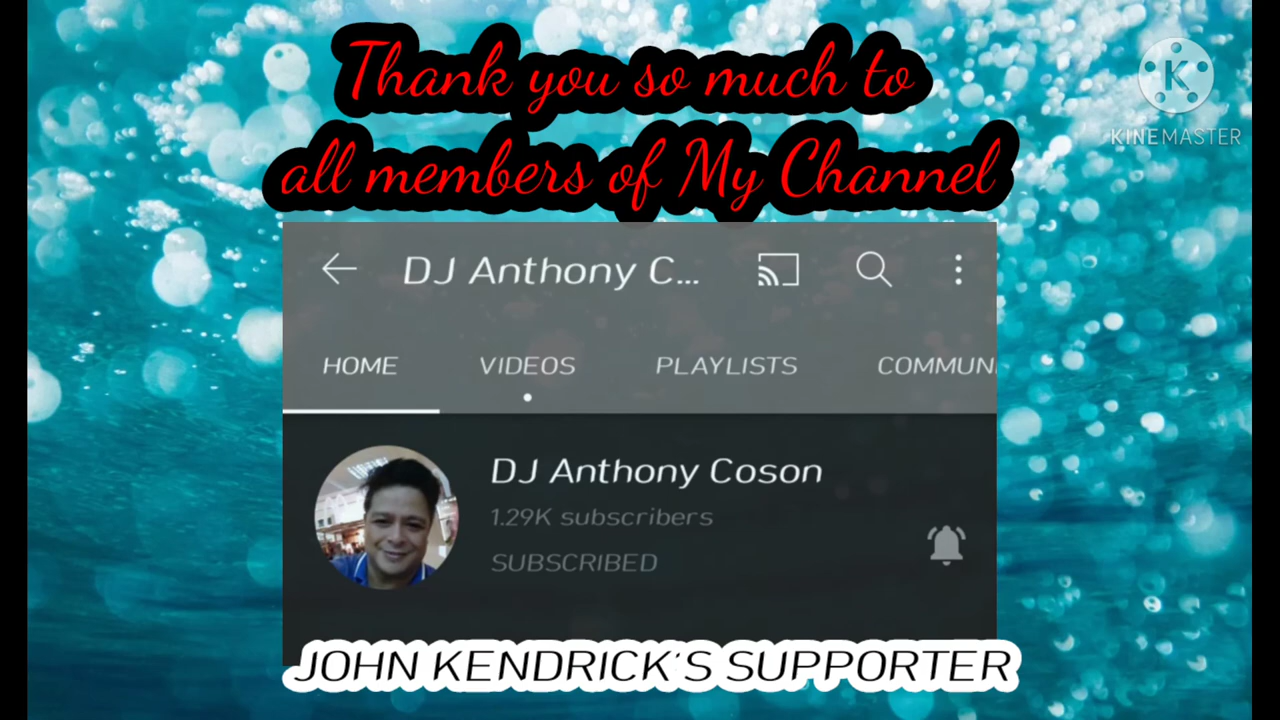 Thank you so much to
all members of My Channel
K
KINEMASTER
DJ Anthony C...
HOME VIDEOS PLAYLISTS COMMUNI
DJ Anthony Coson
1.29K subscribers
SUBSCRIBED
JOHN KENDRICK'S SUPPORTER